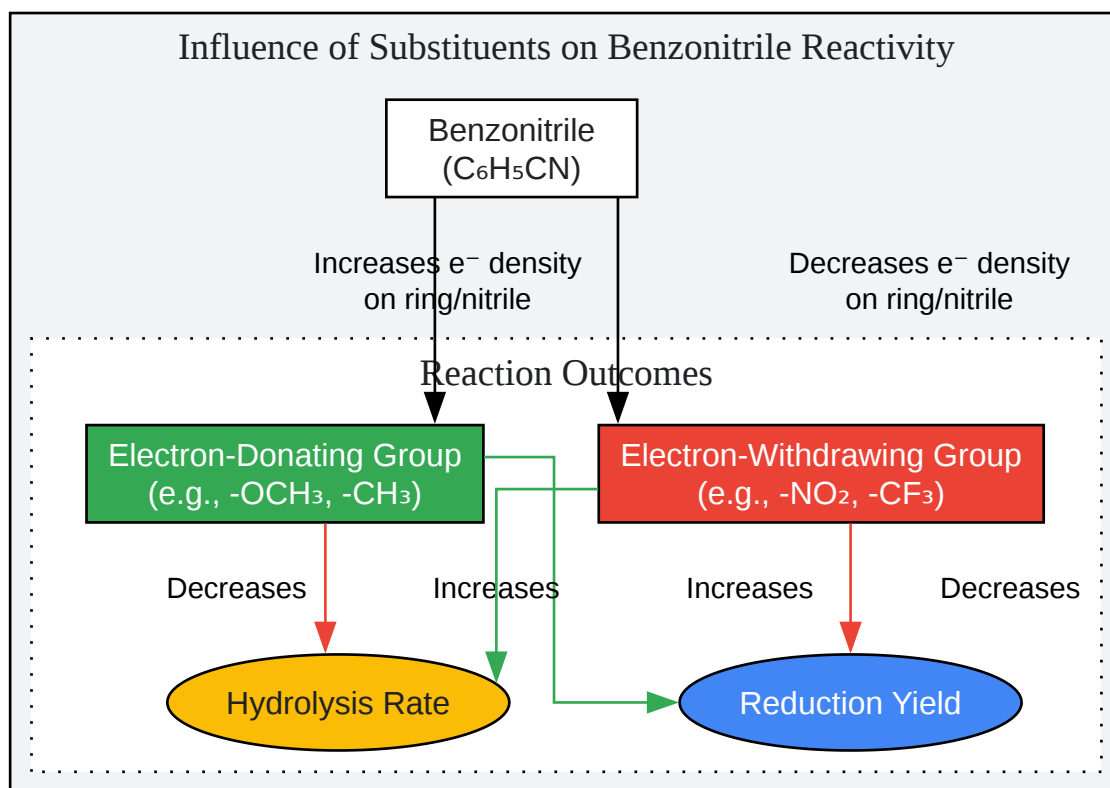 Influence of Substituents on Benzonitrile Reactivity
Benzonitrile
(C₆H₅CN)
Increases e⁻ density
on ring/nitrile
Decreases e⁻ density
on ring/nitrile
Reaction Outcomes
Electron-Donating Group
(e.g., -OCH₃, -CH₃)
Electron-Withdrawing Group
(e.g., -NO₂, -CF₃)
Decreases
Increases
Increases
Decreases
Hydrolysis Rate
Reduction Yield